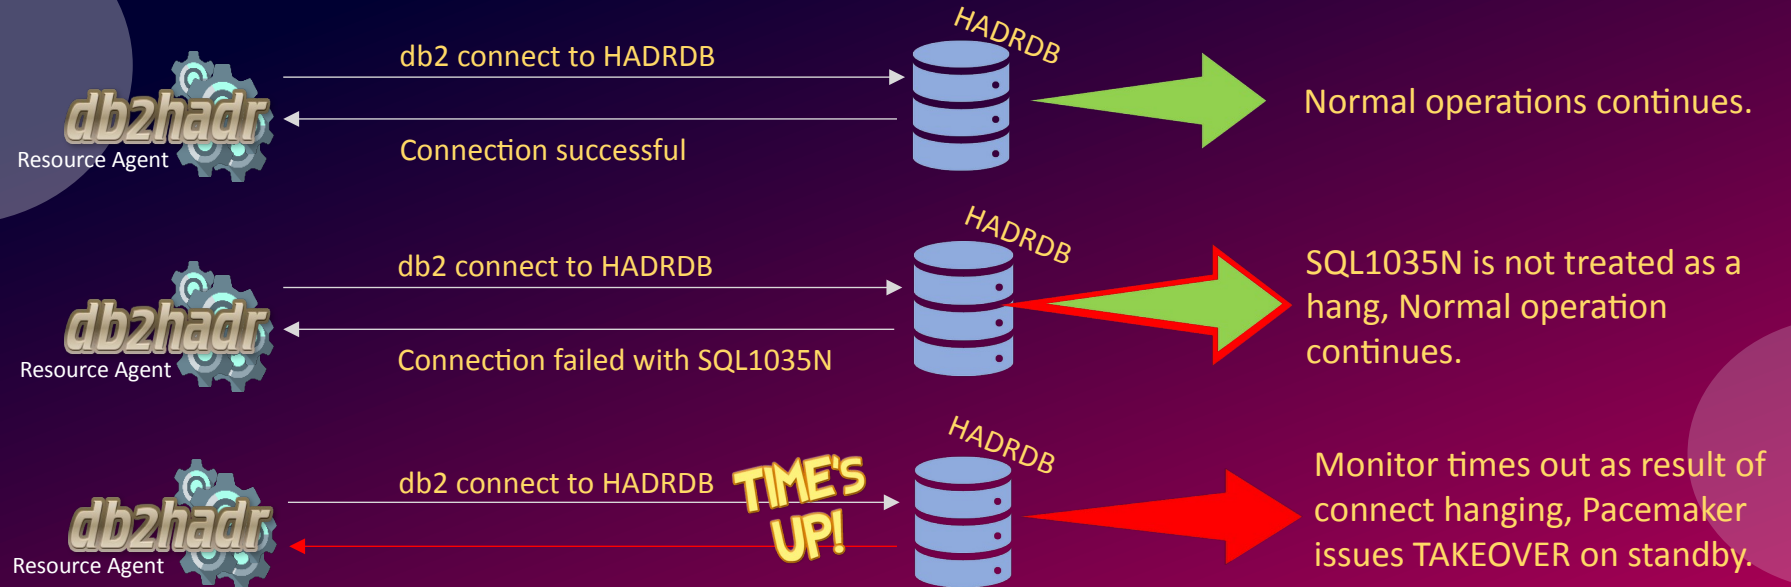 db2 connect to HADRDB
HADRDB
db2hadr
Resource Agent
Connection successful
Normal operations continues.
db2 connect to HADRDB
HADRDB
db2hadr
Resource Agent
Connection failed with SQL1035N
SQL1035N is not treated as a
hang, Normal operation
continues.
db2 connect to HADRDB
TIME'S
UP!
HADRDB
db2hadr
Resource Agent
Monitor times out as result of
connect hanging, Pacemaker
issues TAKEOVER on standby.